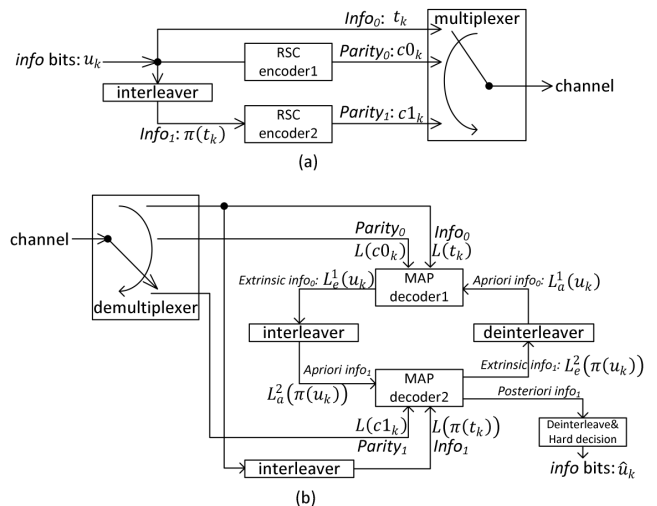 Info₀: tₖ
multiplexer
info bits: uₖ
RSC
encoder1
Parity₀: c0ₖ
channel
interleaver
Info₁: π(tₖ)
RSC
encoder2
Parity₁: c1ₖ
(a)
channel
demultiplexer
Parity₀
L(c0ₖ)
Info₀
L(tₖ)
Extrinsic info₀: Lₑ¹(uₖ)
MAP
decoder1
Apriori info₀: Lₐ¹(uₖ)
interleaver
deinterleaver
Apriori info₁
Lₐ²(π(uₖ))
MAP
decoder2
Extrinsic info₁: Lₑ²(π(uₖ))
Posteriori info₁
L(c1ₖ)
Parity₁
L(π(tₖ))
Info₁
Deinterleave&
Hard decision
interleaver
info bits: ûₖ
(b)